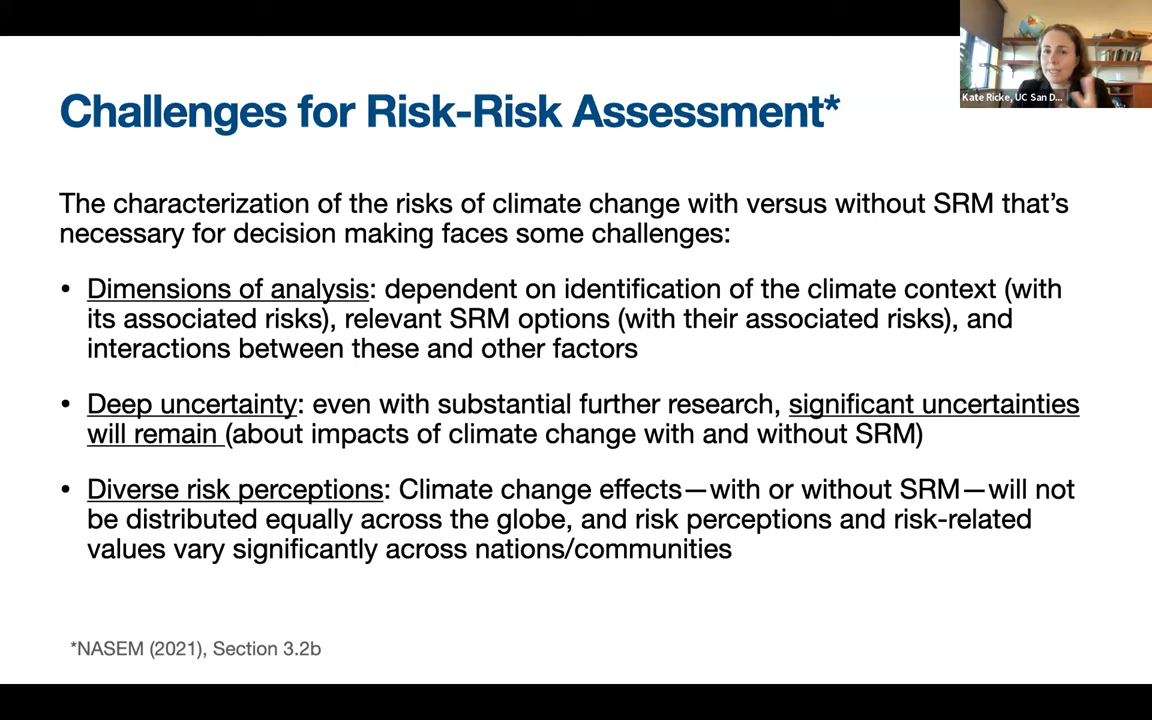 Kate Ricke, UC San D...
Challenges for Risk-Risk Assessment*
The characterization of the risks of climate change with versus without SRM that’s
necessary for decision making faces some challenges:
• Dimensions of analysis: dependent on identification of the climate context (with
its associated risks), relevant SRM options (with their associated risks), and
interactions between these and other factors
• Deep uncertainty: even with substantial further research, significant uncertainties
will remain (about impacts of climate change with and without SRM)
• Diverse risk perceptions: Climate change effects—with or without SRM—will not
be distributed equally across the globe, and risk perceptions and risk-related
values vary significantly across nations/communities
*NASEM (2021), Section 3.2b